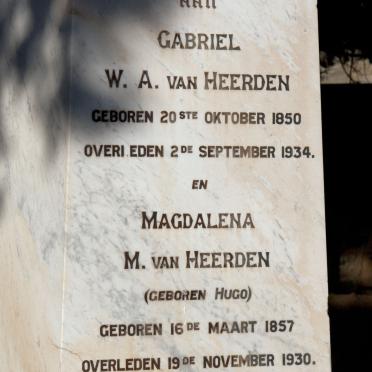 AAN
GABRIEL
W. A. VAN HEERDEN
GEBOREN 20STE OKTOBER 1850
OVERLEDEN 2DE SEPTEMBER 1934.
EN
MAGDALENA
M. VAN HEERDEN
(GEBOREN HUGO)
GEBOREN 16DE MAART 1857
OVERLEDEN 19DE NOVEMBER 1930.